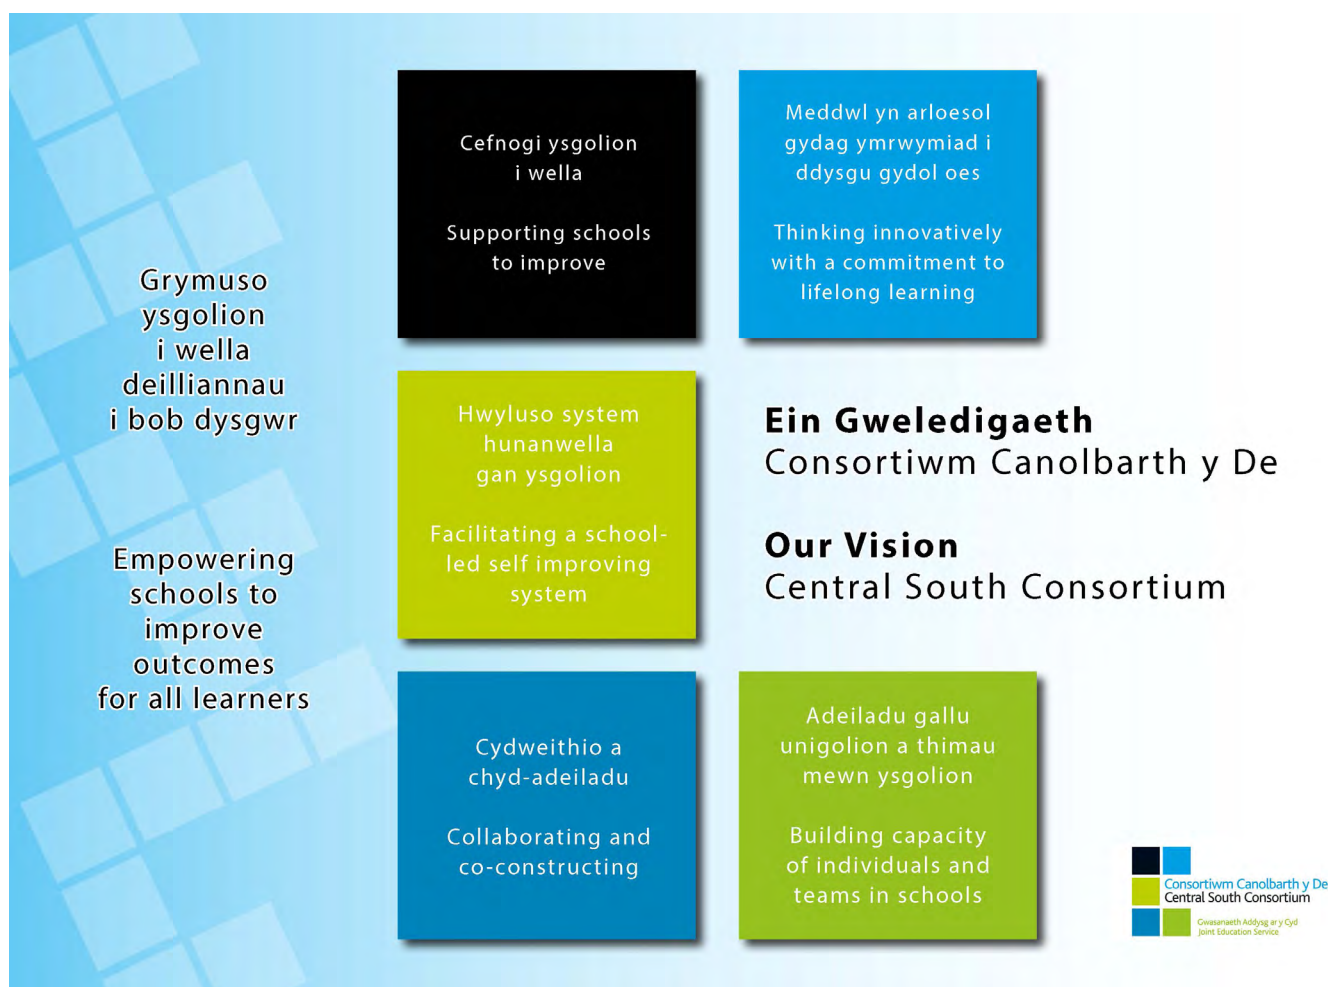 Grymuso
ysgolion
i wella
deilliannau
i bob dysgwr
Empowering
schools to
improve
outcomes
for all learners
Cefnogi ysgolion
i wella
Supporting schools
to improve
Meddwl yn arloesol
gydag ymrwymiad i
ddysgu gydol oes
Thinking innovatively
with a commitment to
lifelong learning
Hwyluso system
hunanwella
gan ysgolion
Facilitating a school-
led self improving
system
Ein Gweledigaeth
Consortiwm Canolbarth y De
Our Vision
Central South Consortium
Cydweithio a
chyd-adeiladu
Collaborating and
co-constructing
Adeiladu gallu
unigolion a thimau
mewn ysgolion
Building capacity
of individuals and
teams in schools
Consortiwm Canolbarth y De
Central South Consortium
Gwasanaeth Addysg ar y Cyd
Joint Education Service